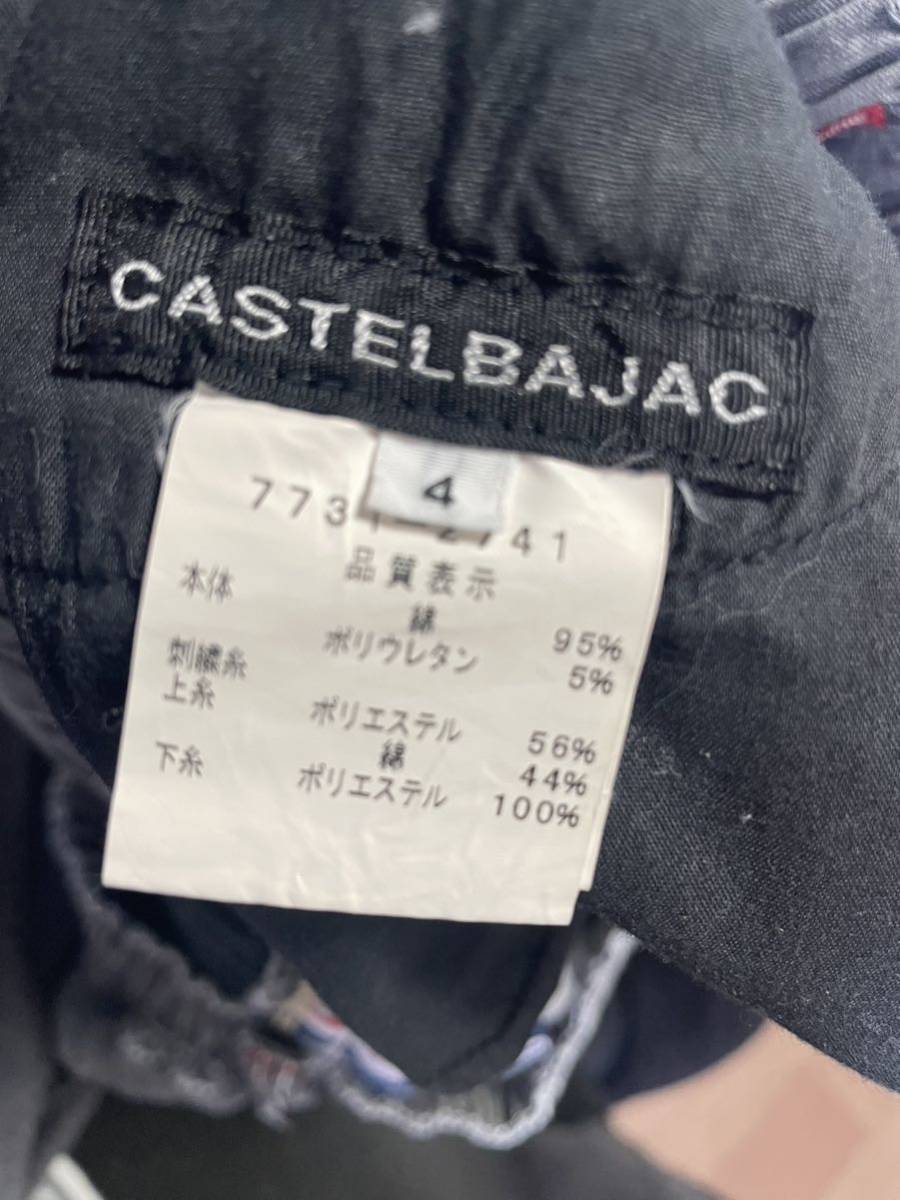 CASTELBAJAC
4
7731-2741
品質表示
本体
綿 95%
ポリウレタン 5%
刺繍糸
上糸
ポリエステル 56%
綿 44%
下糸 ポリエステル 100%